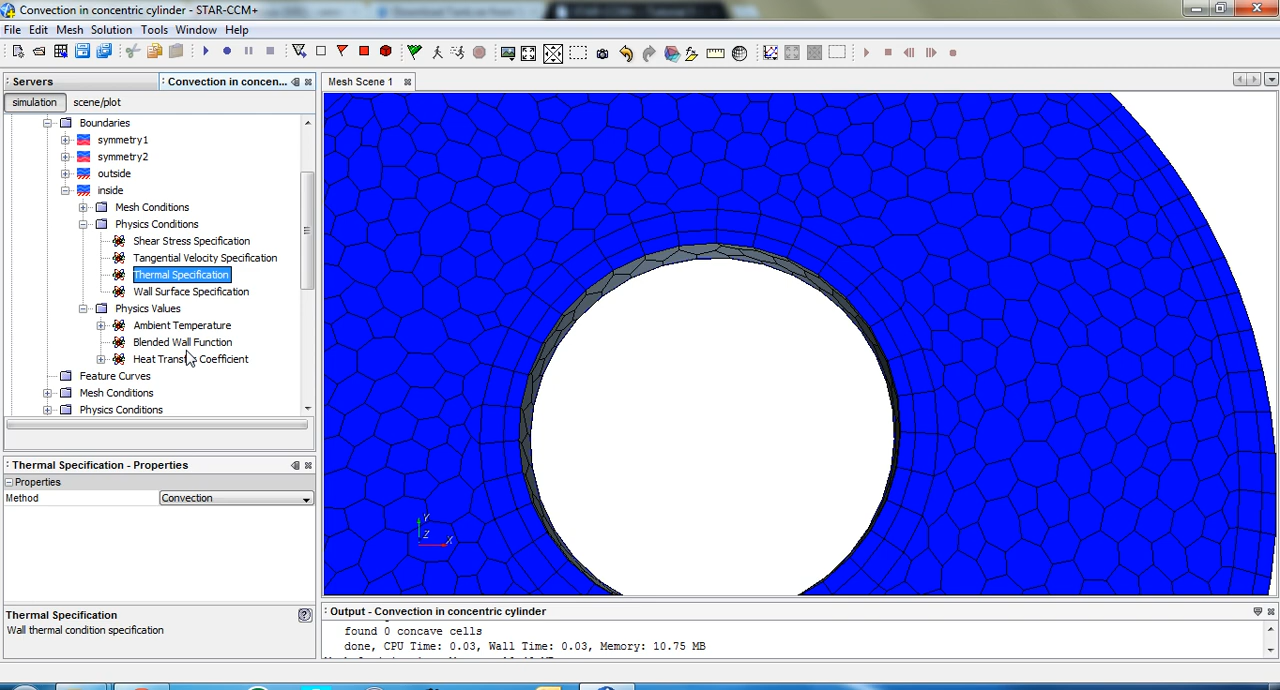 Convection in concentric cylinder - STAR-CCM+
File Edit Mesh Solution Tools Window Help
Servers
Convection in concen...
Mesh Scene 1
simulation
scene/plot
Boundaries
symmetry1
symmetry2
outside
inside
Mesh Conditions
Physics Conditions
Shear Stress Specification
Tangential Velocity Specification
Thermal Specification
Wall Surface Specification
Physics Values
Ambient Temperature
Blended Wall Function
Heat Transfer Coefficient
Feature Curves
Mesh Conditions
Physics Conditions
Y
Z
X
Thermal Specification - Properties
Properties
Method Convection
Thermal Specification
Wall thermal condition specification
Output - Convection in concentric cylinder
found 0 concave cells
done, CPU Time: 0.03, Wall Time: 0.03, Memory: 10.75 MB